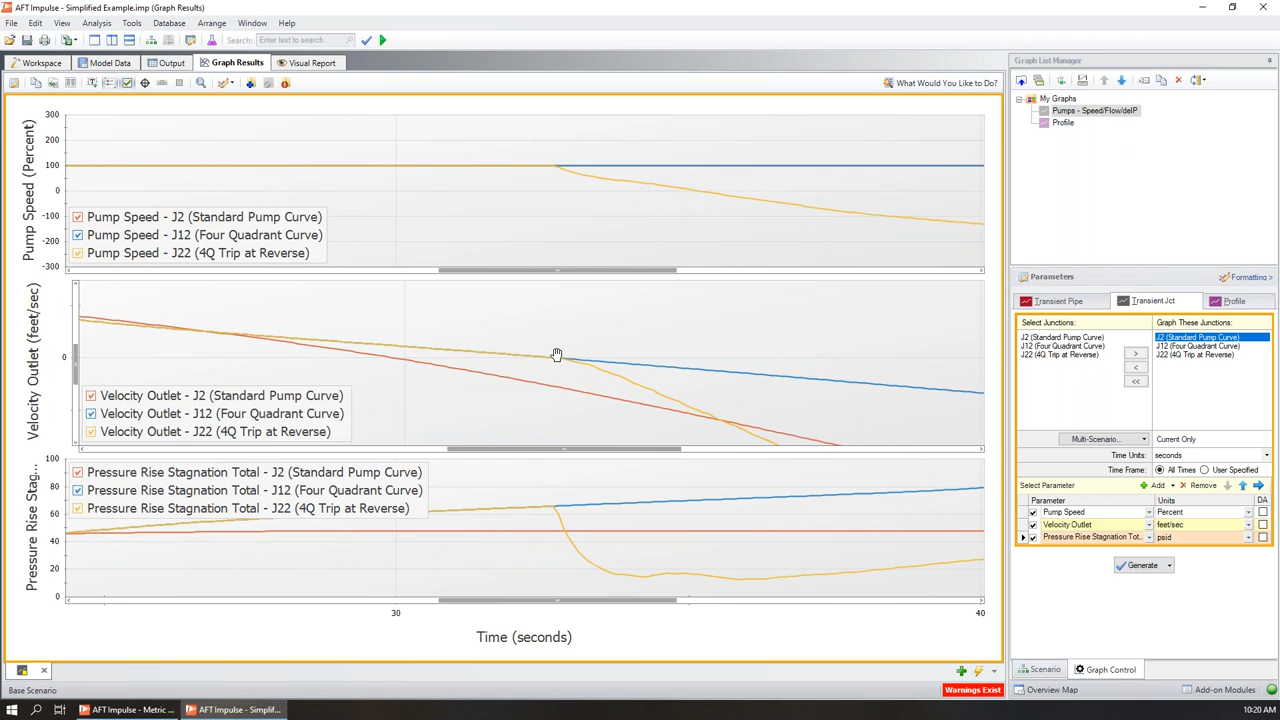 AFT Impulse - Simplified Example.imp (Graph Results)
File Edit View Analysis Tools Database Arrange Window Help
Search: Enter text to search...
Workspace Model Data Output Graph Results Visual Report
What Would You Like to Do?
Pump Speed (Percent)
300
200
100
0
-100
-200
-300
Pump Speed - J2 (Standard Pump Curve)
Pump Speed - J12 (Four Quadrant Curve)
Pump Speed - J22 (4Q Trip at Reverse)
Velocity Outlet (feet/sec)
0
Velocity Outlet - J2 (Standard Pump Curve)
Velocity Outlet - J12 (Four Quadrant Curve)
Velocity Outlet - J22 (4Q Trip at Reverse)
Pressure Rise Stag...
100
80
60
40
20
0
Pressure Rise Stagnation Total - J2 (Standard Pump Curve)
Pressure Rise Stagnation Total - J12 (Four Quadrant Curve)
Pressure Rise Stagnation Total - J22 (4Q Trip at Reverse)
30 40
Time (seconds)
Graph List Manager
My Graphs
Pumps - Speed/Flow/delP
Profile
Parameters Formatting >
Transient Pipe Transient Jct Profile
Select Junctions: Graph These Junctions:
J2 (Standard Pump Curve) J2 (Standard Pump Curve)
J12 (Four Quadrant Curve) J12 (Four Quadrant Curve)
J22 (4Q Trip at Reverse) J22 (4Q Trip at Reverse)
>
<
<<
Multi-Scenario... Current Only
Time Units: seconds
Time Frame: All Times User Specified
Select Parameter Add Remove
Parameter Units DA
Pump Speed Percent
Velocity Outlet feet/sec
Pressure Rise Stagnation Tot... psid
Generate
Scenario Graph Control
Base Scenario Warnings Exist Overview Map Add-on Modules
AFT Impulse - Metric ... AFT Impulse - Simplif... 10:20 AM